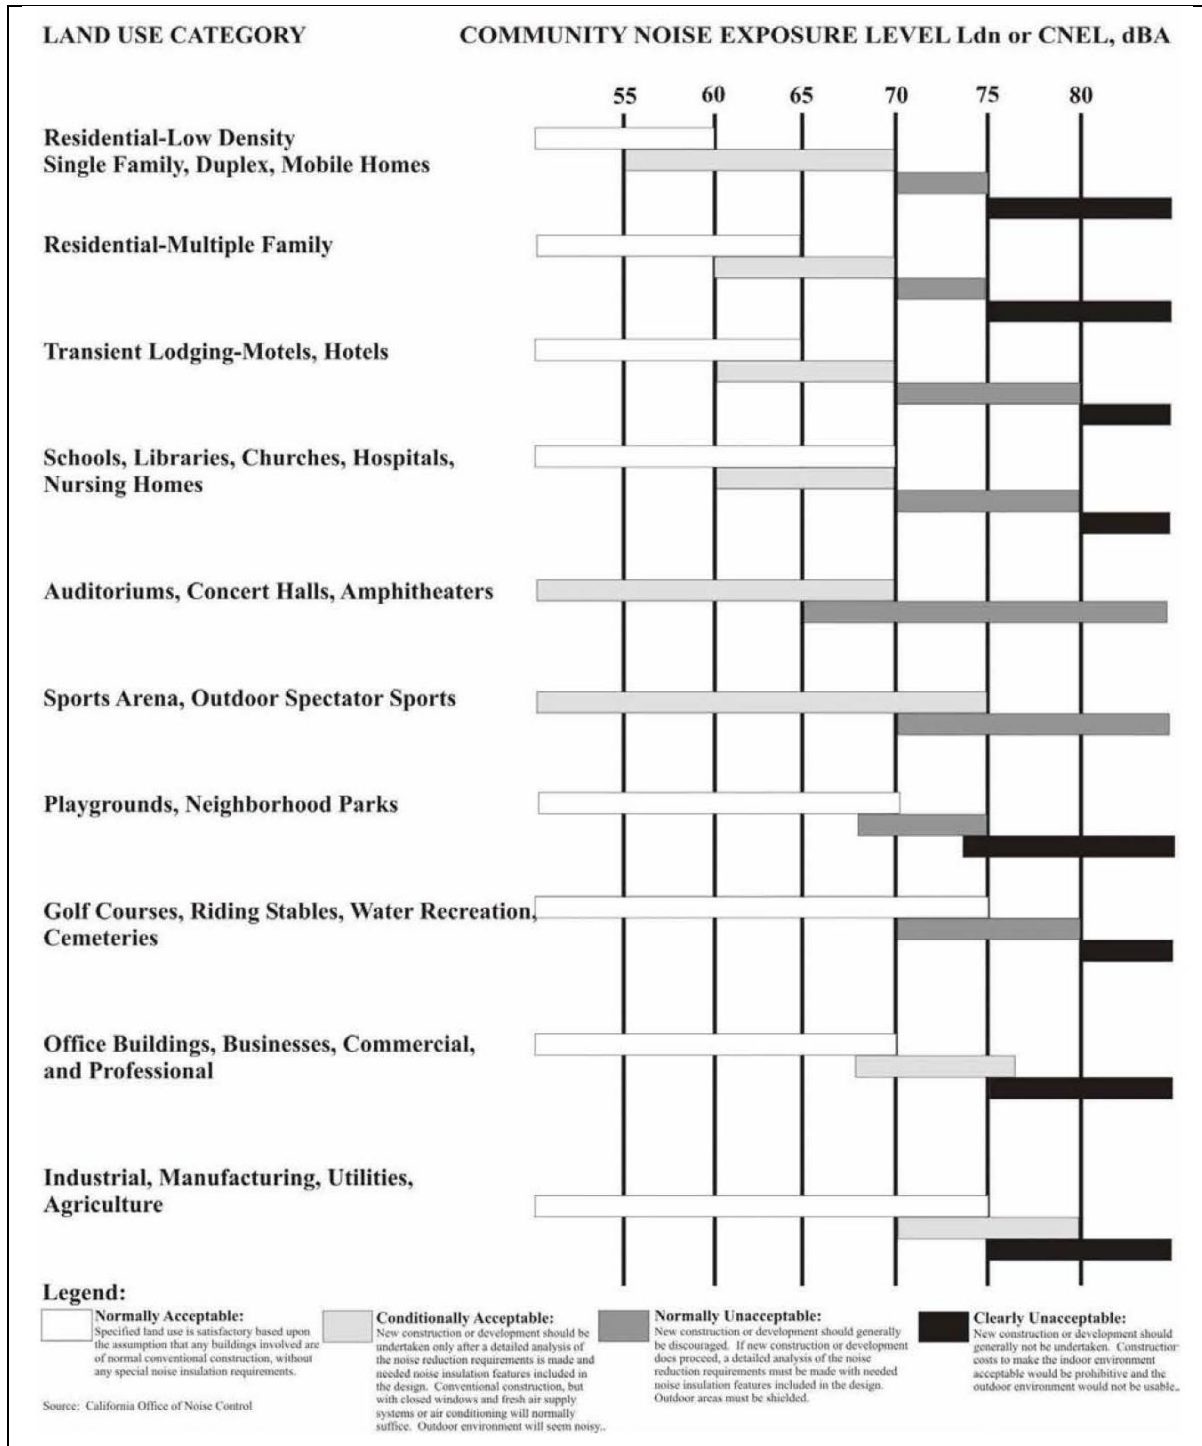 LAND USE CATEGORY
COMMUNITY NOISE EXPOSURE LEVEL Ldn or CNEL, dBA
55 60 65 70 75 80
Residential-Low Density
Single Family, Duplex, Mobile Homes
Residential-Multiple Family
Transient Lodging-Motels, Hotels
Schools, Libraries, Churches, Hospitals,
Nursing Homes
Auditoriums, Concert Halls, Amphitheaters
Sports Arena, Outdoor Spectator Sports
Playgrounds, Neighborhood Parks
Golf Courses, Riding Stables, Water Recreation,
Cemeteries
Office Buildings, Businesses, Commercial,
and Professional
Industrial, Manufacturing, Utilities,
Agriculture
Legend:
Normally Acceptable:
Specified land use is satisfactory based upon
the assumption that any buildings involved are
of normal conventional construction, without
any special noise insulation requirements.
Conditionally Acceptable:
New construction or development should be
undertaken only after a detailed analysis of
the noise reduction requirements is made and
needed noise insulation features included in
the design. Conventional construction, but
with closed windows and fresh air supply
systems or air conditioning will normally
suffice. Outdoor environment will seem noisy..
Normally Unacceptable:
New construction or development should generally
be discouraged. If new construction or development
does proceed, a detailed analysis of the noise
reduction requirements must be made with needed
noise insulation features included in the design.
Outdoor areas must be shielded.
Clearly Unacceptable:
New construction or development should
generally not be undertaken. Construction
costs to make the indoor environment
acceptable would be prohibitive and the
outdoor environment would not be usable..
Source: California Office of Noise Control